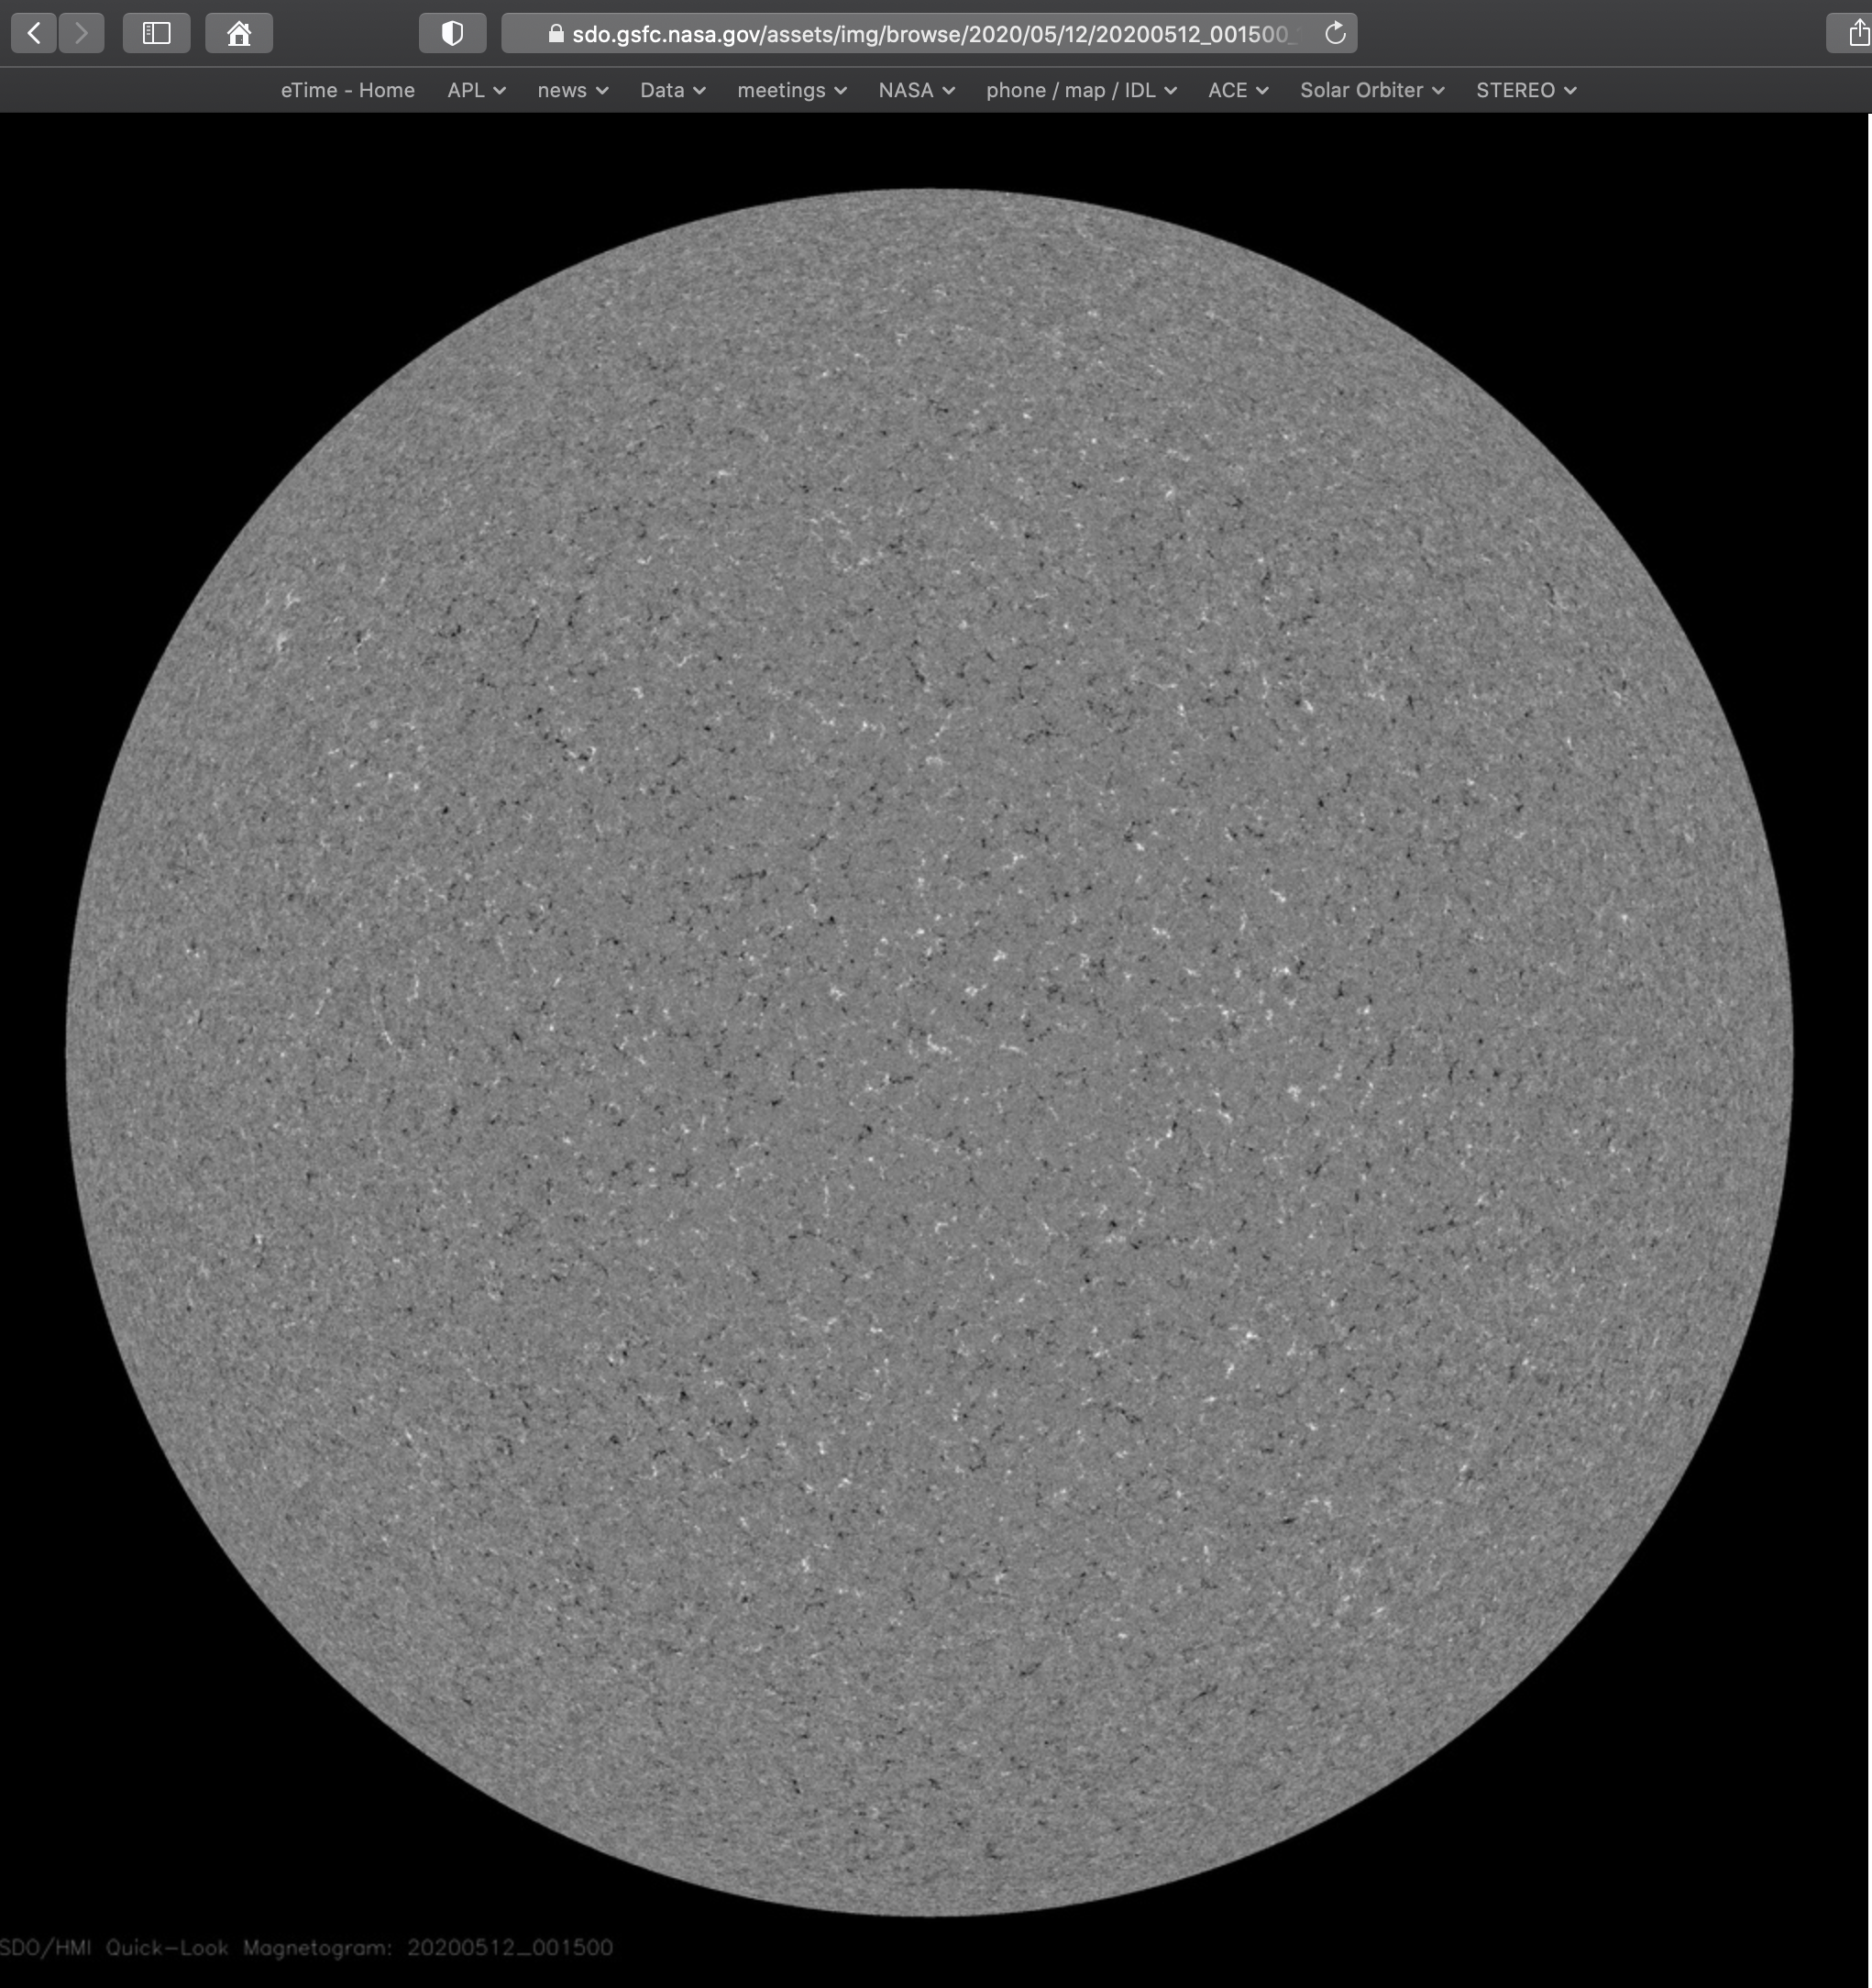 sdo.gsfc.nasa.gov/assets/img/browse/2020/05/12/20200512_001500_
eTime - Home APL news Data meetings NASA phone / map / IDL ACE Solar Orbiter STEREO
SDO/HMI Quick-Look Magnetogram: 20200512_001500